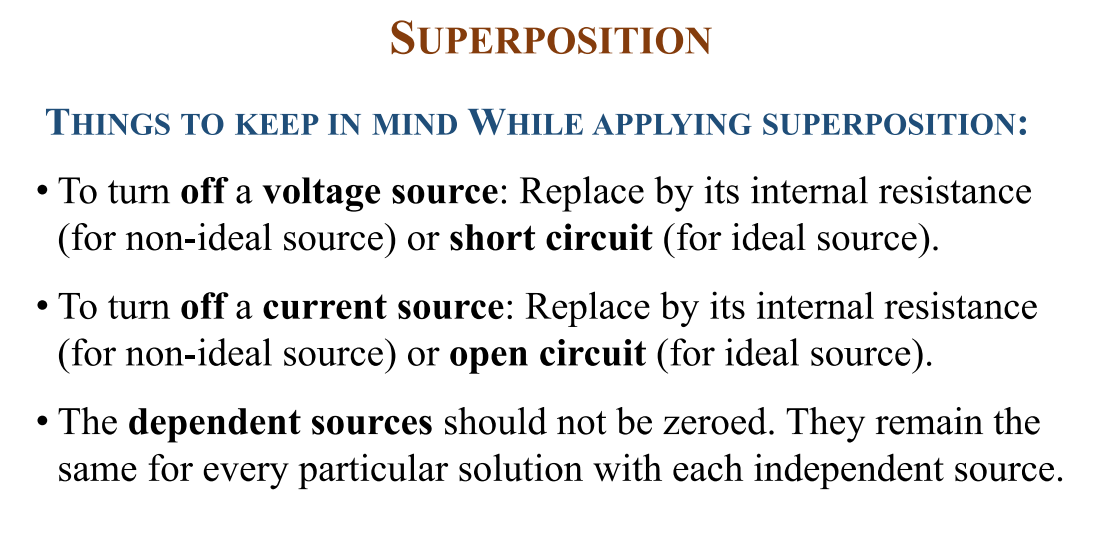 SUPERPOSITION
THINGS TO KEEP IN MIND WHILE APPLYING SUPERPOSITION:
• To turn off a voltage source: Replace by its internal resistance
(for non-ideal source) or short circuit (for ideal source).
• To turn off a current source: Replace by its internal resistance
(for non-ideal source) or open circuit (for ideal source).
• The dependent sources should not be zeroed. They remain the
same for every particular solution with each independent source.